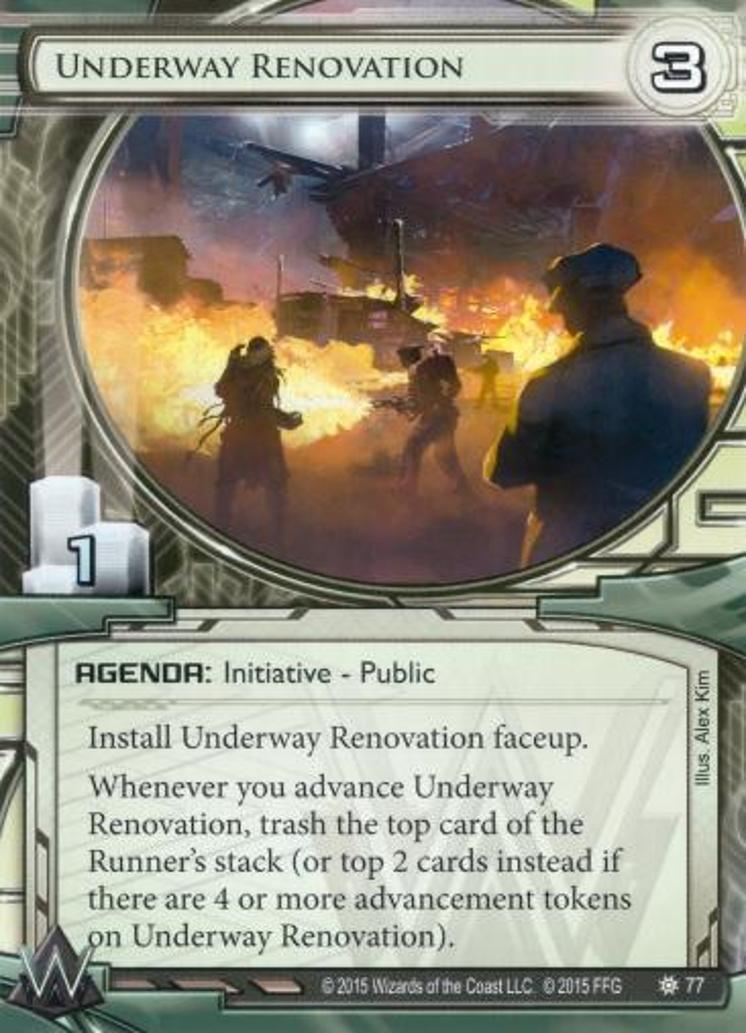 Underway Renovation
3
1
AGENDA: Initiative - Public
Install Underway Renovation faceup.
Whenever you advance Underway
Renovation, trash the top card of the
Runner's stack (or top 2 cards instead if
there are 4 or more advancement tokens
on Underway Renovation).
Illus. Alex Kim
W
© 2015 Wizards of the Coast LLC. © 2015 FFG
77